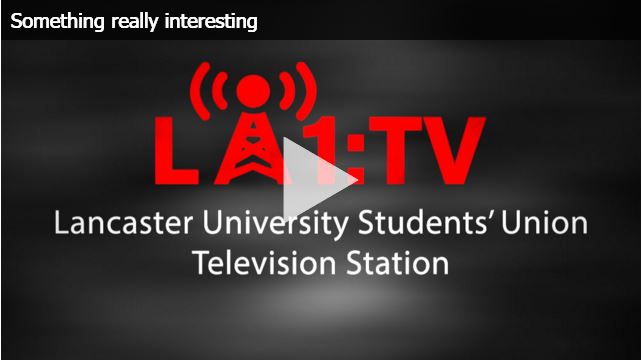 Something really interesting
LA1:TV
Lancaster University Students' Union
Television Station